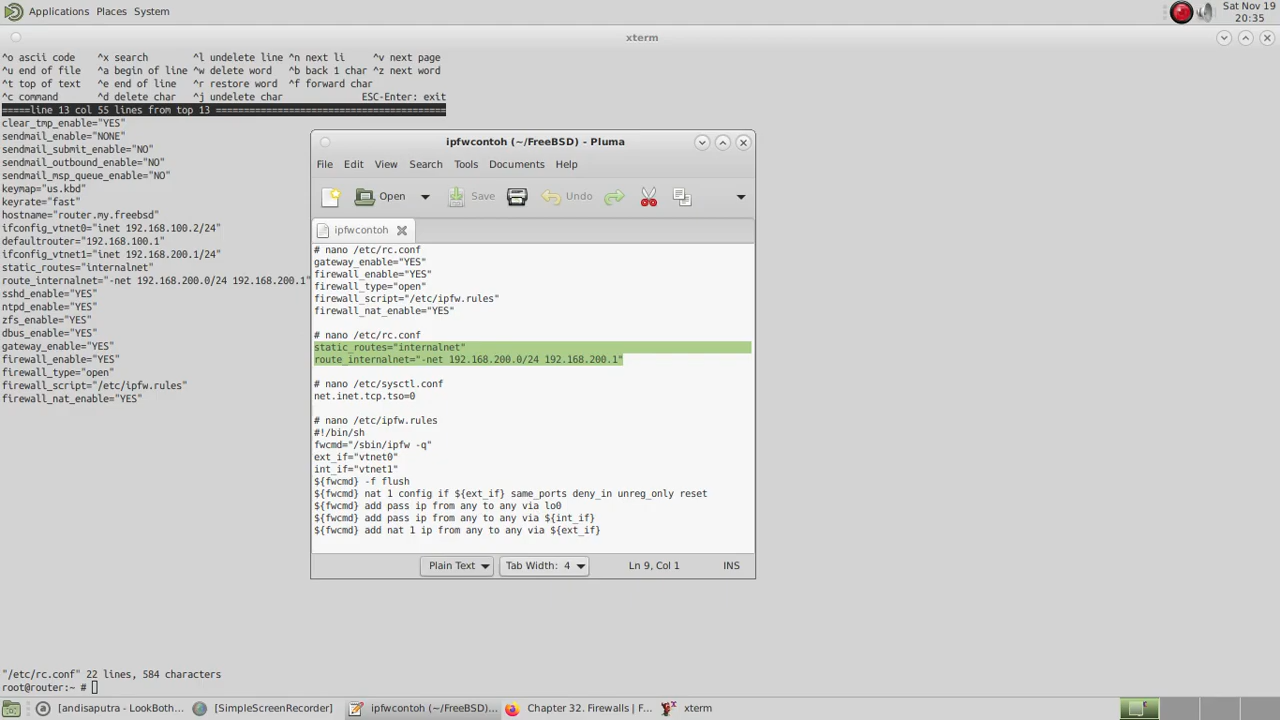 Applications Places System
Sat Nov 19
20:35
xterm
^o ascii code ^x search ^l undelete line ^n next li ^v next page
^u end of file ^a begin of line ^w delete word ^b back 1 char ^z next word
^t top of text ^e end of line ^r restore word ^f forward char
^c command ^d delete char ^j undelete char ESC-Enter: exit
=====line 13 col 55 lines from top 13 ==========================================
clear_tmp_enable="YES"
sendmail_enable="NONE"
sendmail_submit_enable="NO"
sendmail_outbound_enable="NO"
sendmail_msp_queue_enable="NO"
keymap="us.kbd"
keyrate="fast"
hostname="router.my.freebsd"
ifconfig_vtnet0="inet 192.168.100.2/24"
defaultrouter="192.168.100.1"
ifconfig_vtnet1="inet 192.168.200.1/24"
static_routes="internalnet"
route_internalnet="-net 192.168.200.0/24 192.168.200.1"
sshd_enable="YES"
ntpd_enable="YES"
zfs_enable="YES"
dbus_enable="YES"
gateway_enable="YES"
firewall_enable="YES"
firewall_type="open"
firewall_script="/etc/ipfw.rules"
firewall_nat_enable="YES"
"/etc/rc.conf" 22 lines, 584 characters
root@router:~ #
ipfwcontoh (~/FreeBSD) - Pluma
File Edit View Search Tools Documents Help
Open Save Undo
ipfwcontoh
# nano /etc/rc.conf
gateway_enable="YES"
firewall_enable="YES"
firewall_type="open"
firewall_script="/etc/ipfw.rules"
firewall_nat_enable="YES"
# nano /etc/rc.conf
static_routes="internalnet"
route_internalnet="-net 192.168.200.0/24 192.168.200.1"
# nano /etc/sysctl.conf
net.inet.tcp.tso=0
# nano /etc/ipfw.rules
#!/bin/sh
fwcmd="/sbin/ipfw -q"
ext_if="vtnet0"
int_if="vtnet1"
${fwcmd} -f flush
${fwcmd} nat 1 config if ${ext_if} same_ports deny_in unreg_only reset
${fwcmd} add pass ip from any to any via lo0
${fwcmd} add pass ip from any to any via ${int_if}
${fwcmd} add nat 1 ip from any to any via ${ext_if}
Plain Text Tab Width: 4 Ln 9, Col 1 INS
[andisaputra - LookBoth... [SimpleScreenRecorder] ipfwcontoh (~/FreeBSD)... Chapter 32. Firewalls | F... xterm